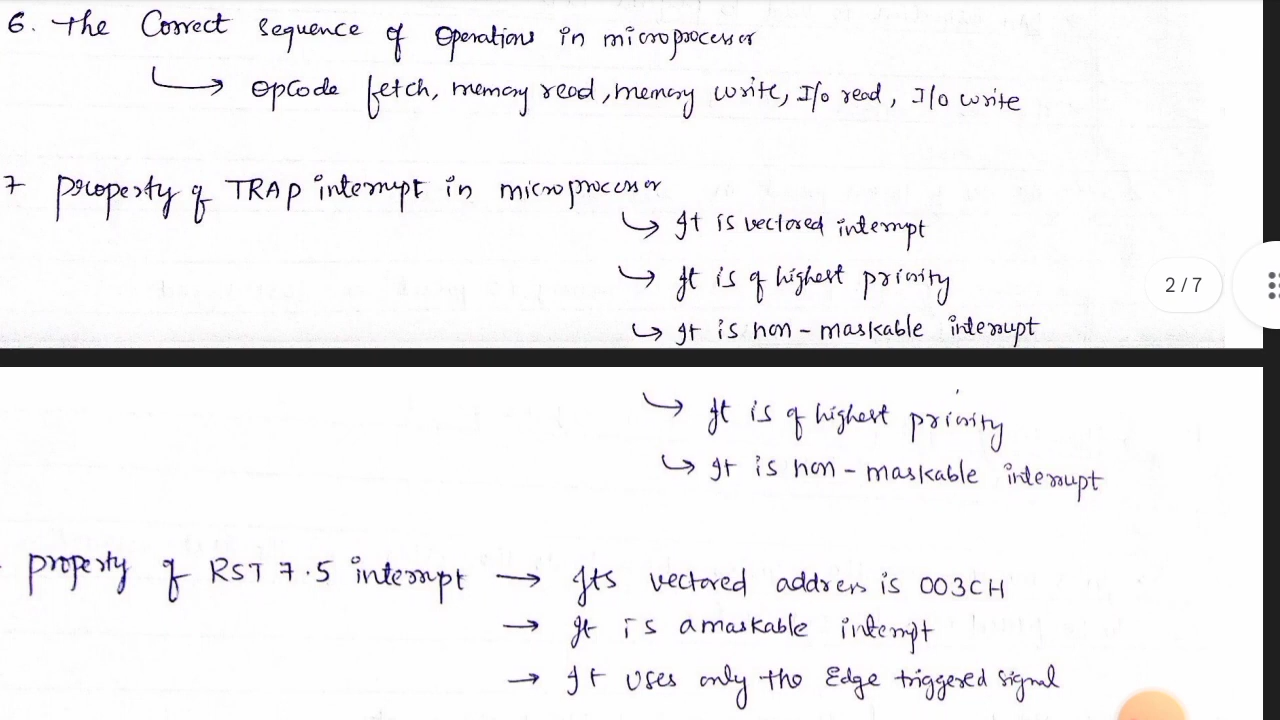 6. The Correct Sequence of Operations in microprocessor
↳ opcode fetch, memory read, memory write, I/o read, I/o write
7 property of TRAP interrupt in microprocessor
↳ It is vectored interrupt
↳ It is of highest priority
2 / 7
↳ It is non-maskable interrupt
↳ It is of highest priority
↳ It is non-maskable interrupt
property of RST 7.5 interrupt → Its vectored address is 003CH
→ It is a maskable interrupt
→ It uses only the Edge triggered signal